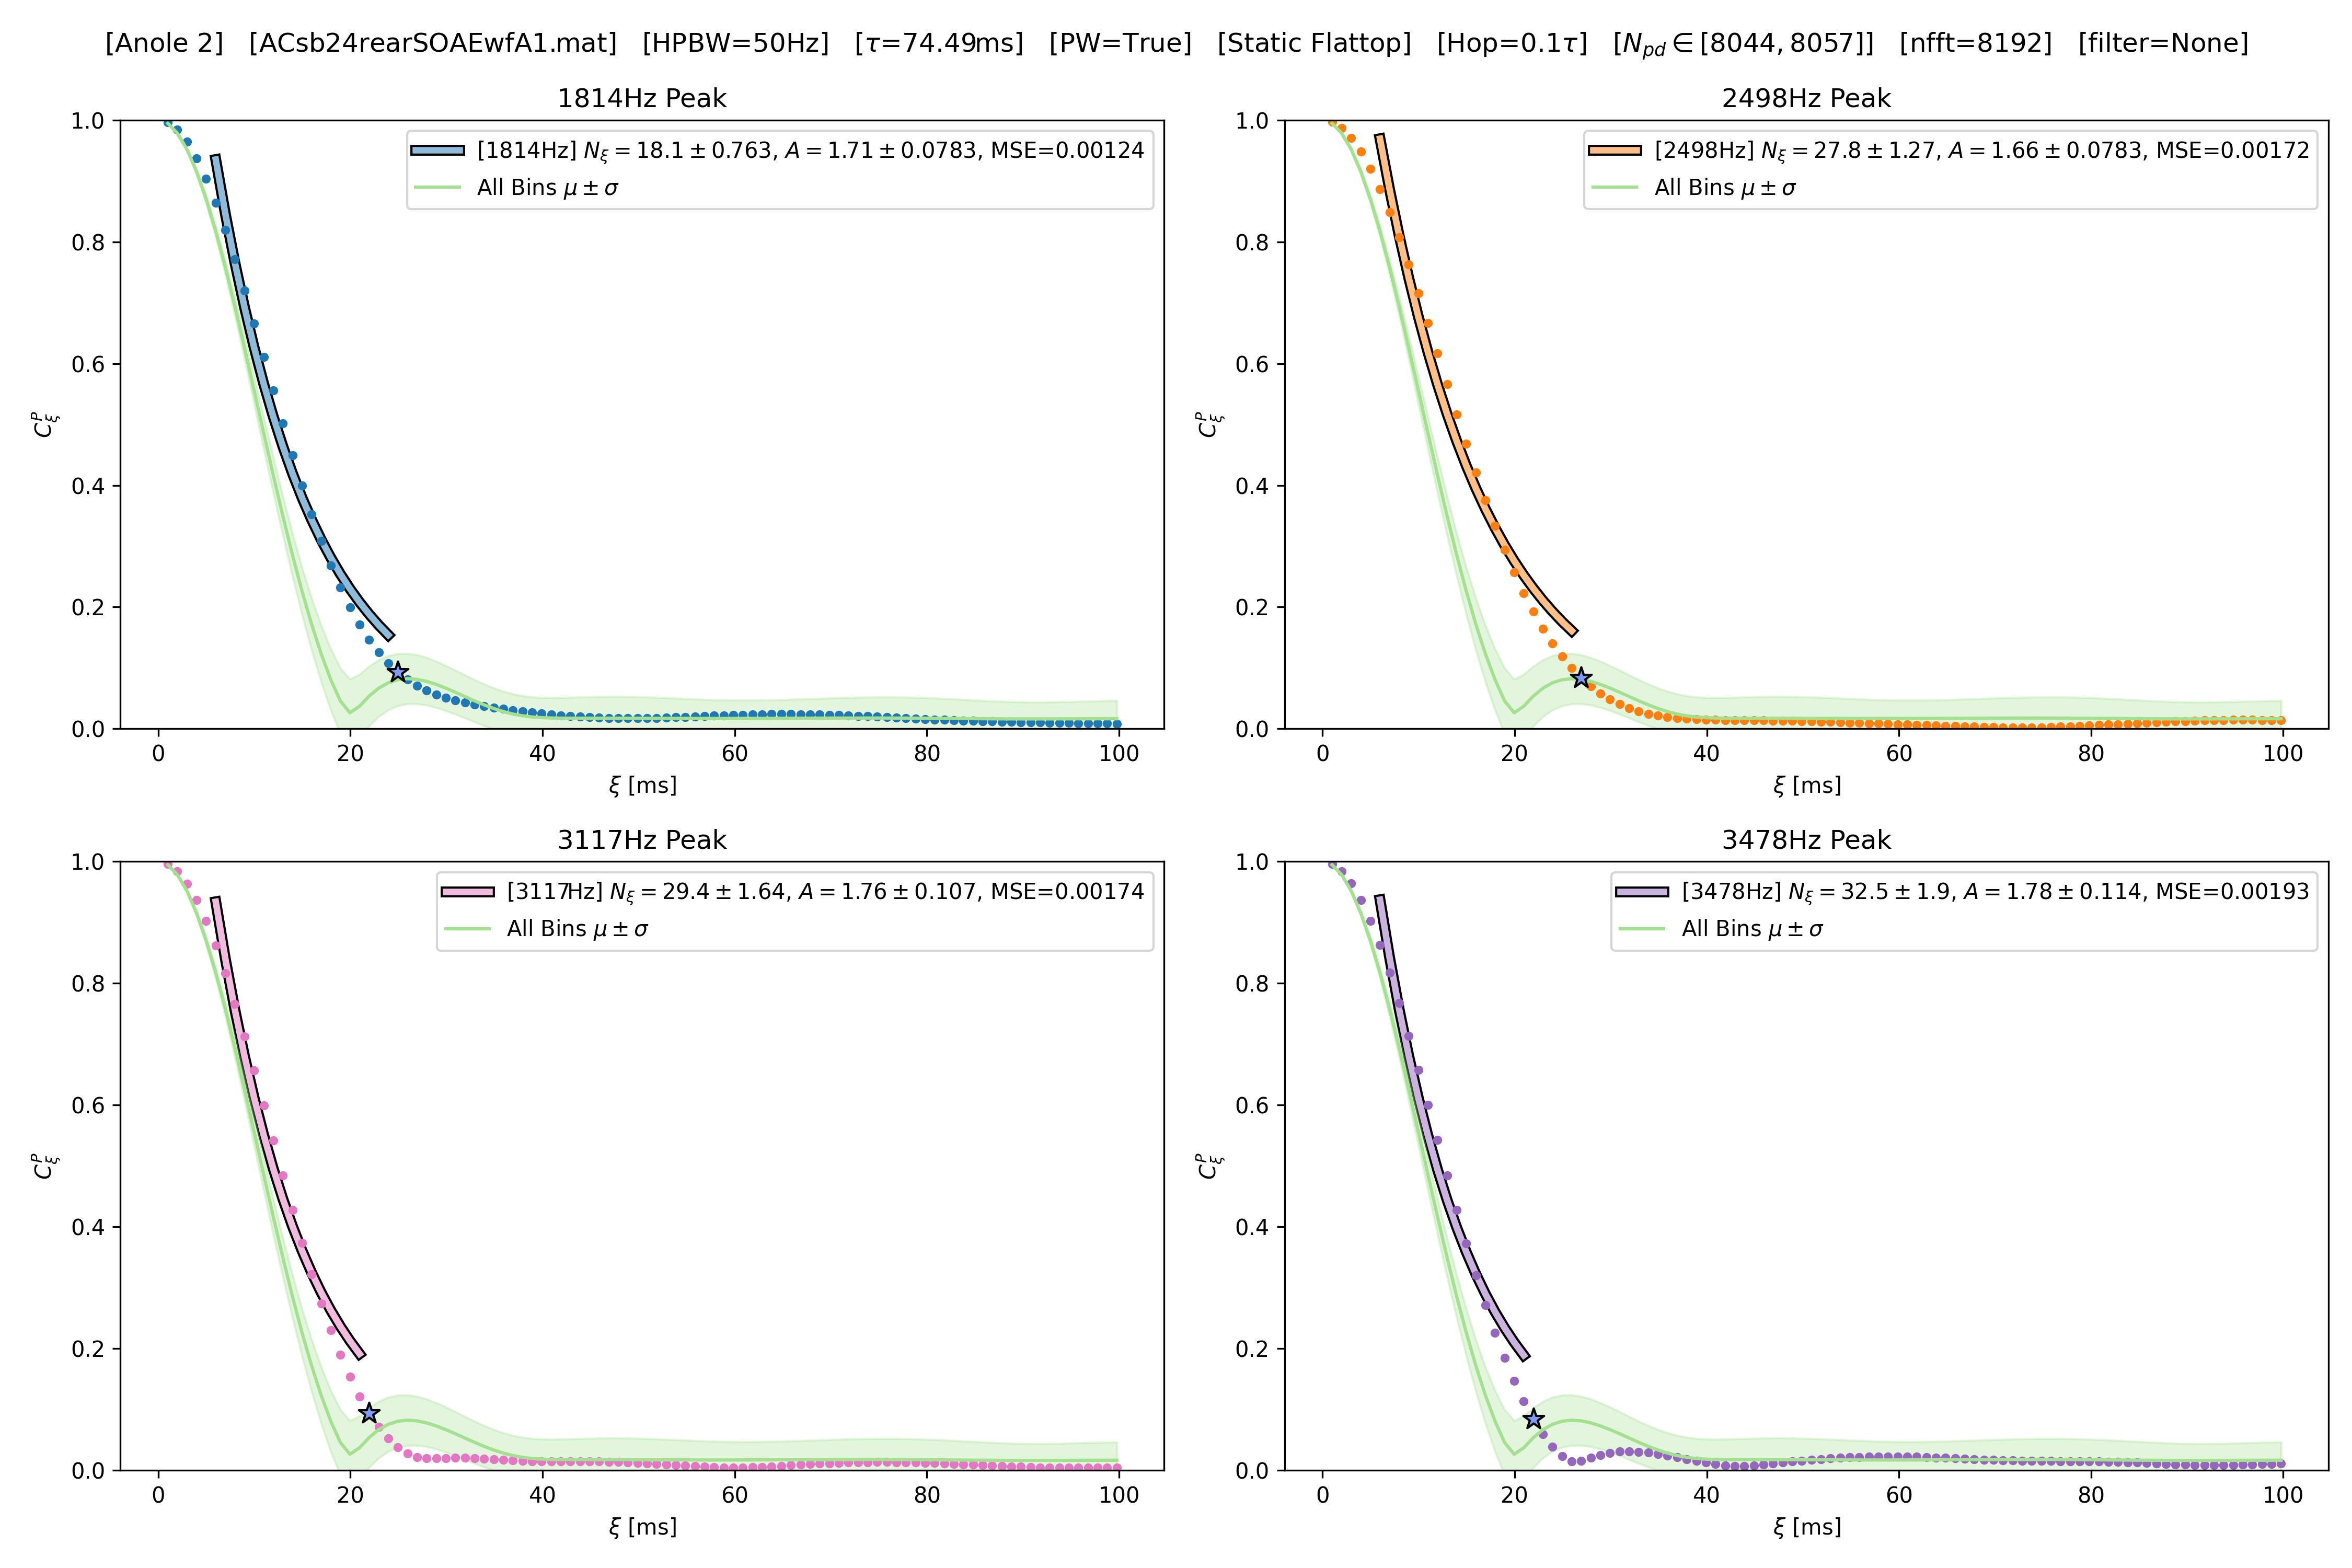 [Anole 2] [ACsb24rearSOAEwfA1.mat] [HPBW=50Hz] [τ=74.49ms] [PW=True] [Static Flattop] [Hop=0.1τ] [N_pd ∈ [8044, 8057]] [nfft=8192] [filter=None]
1814Hz Peak
[1814Hz] N_ξ = 18.1 ± 0.763, A = 1.71 ± 0.0783, MSE=0.00124
All Bins μ ± σ
1.0
0.8
0.6
0.4
0.2
0.0
C_ξ^P
0 20 40 60 80 100
ξ [ms]
2498Hz Peak
[2498Hz] N_ξ = 27.8 ± 1.27, A = 1.66 ± 0.0783, MSE=0.00172
All Bins μ ± σ
1.0
0.8
0.6
0.4
0.2
0.0
C_ξ^P
0 20 40 60 80 100
ξ [ms]
3117Hz Peak
[3117Hz] N_ξ = 29.4 ± 1.64, A = 1.76 ± 0.107, MSE=0.00174
All Bins μ ± σ
1.0
0.8
0.6
0.4
0.2
0.0
C_ξ^P
0 20 40 60 80 100
ξ [ms]
3478Hz Peak
[3478Hz] N_ξ = 32.5 ± 1.9, A = 1.78 ± 0.114, MSE=0.00193
All Bins μ ± σ
1.0
0.8
0.6
0.4
0.2
0.0
C_ξ^P
0 20 40 60 80 100
ξ [ms]